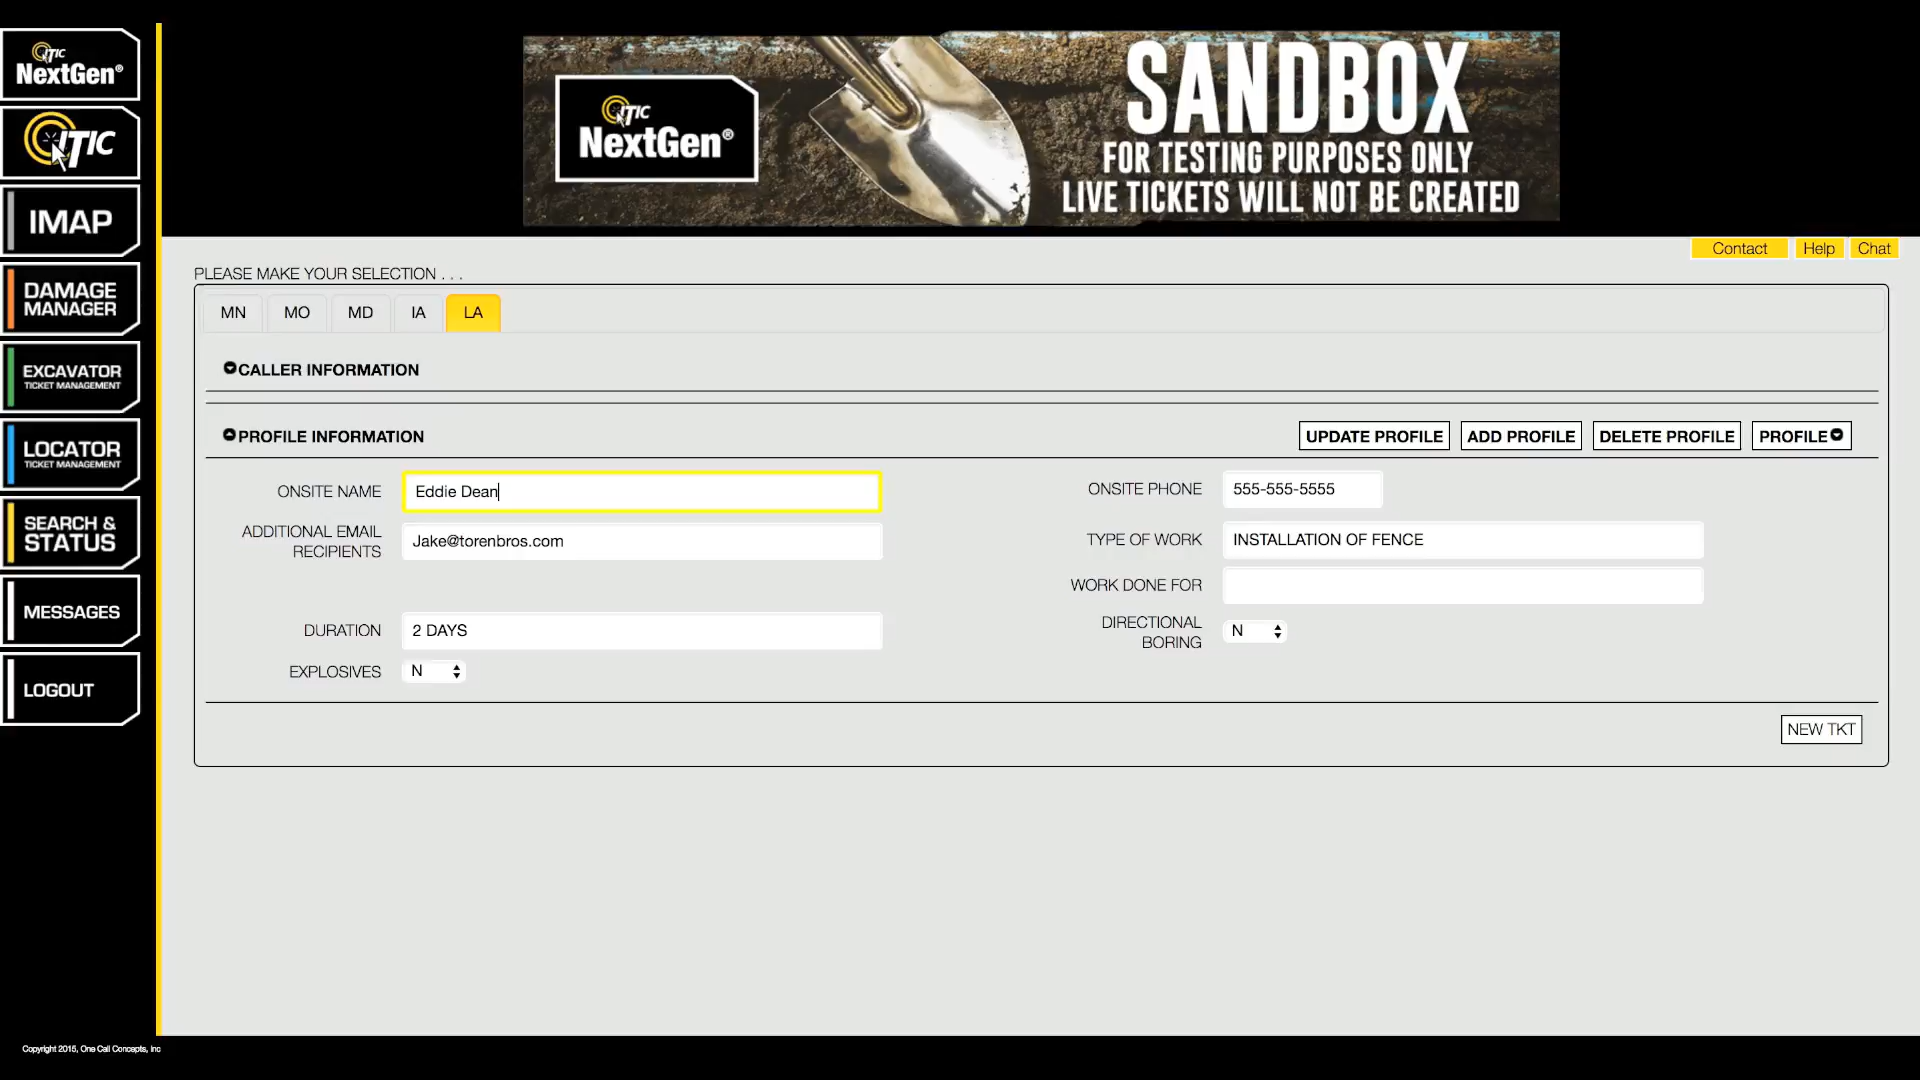 ITIC
NextGen®
ITIC
IMAP
DAMAGE
MANAGER
EXCAVATOR
TICKET MANAGEMENT
LOCATOR
TICKET MANAGEMENT
SEARCH &
STATUS
MESSAGES
LOGOUT
ITIC
NextGen®
SANDBOX
FOR TESTING PURPOSES ONLY
LIVE TICKETS WILL NOT BE CREATED
Contact Help Chat
PLEASE MAKE YOUR SELECTION . . .
MN MO MD IA LA
CALLER INFORMATION
PROFILE INFORMATION UPDATE PROFILE ADD PROFILE DELETE PROFILE PROFILE
ONSITE NAME Eddie Dean ONSITE PHONE 555-555-5555
ADDITIONAL EMAIL
RECIPIENTS Jake@torenbros.com TYPE OF WORK INSTALLATION OF FENCE
WORK DONE FOR
DURATION 2 DAYS DIRECTIONAL
BORING N
EXPLOSIVES N
NEW TKT
Copyright 2015, One Call Concepts, Inc